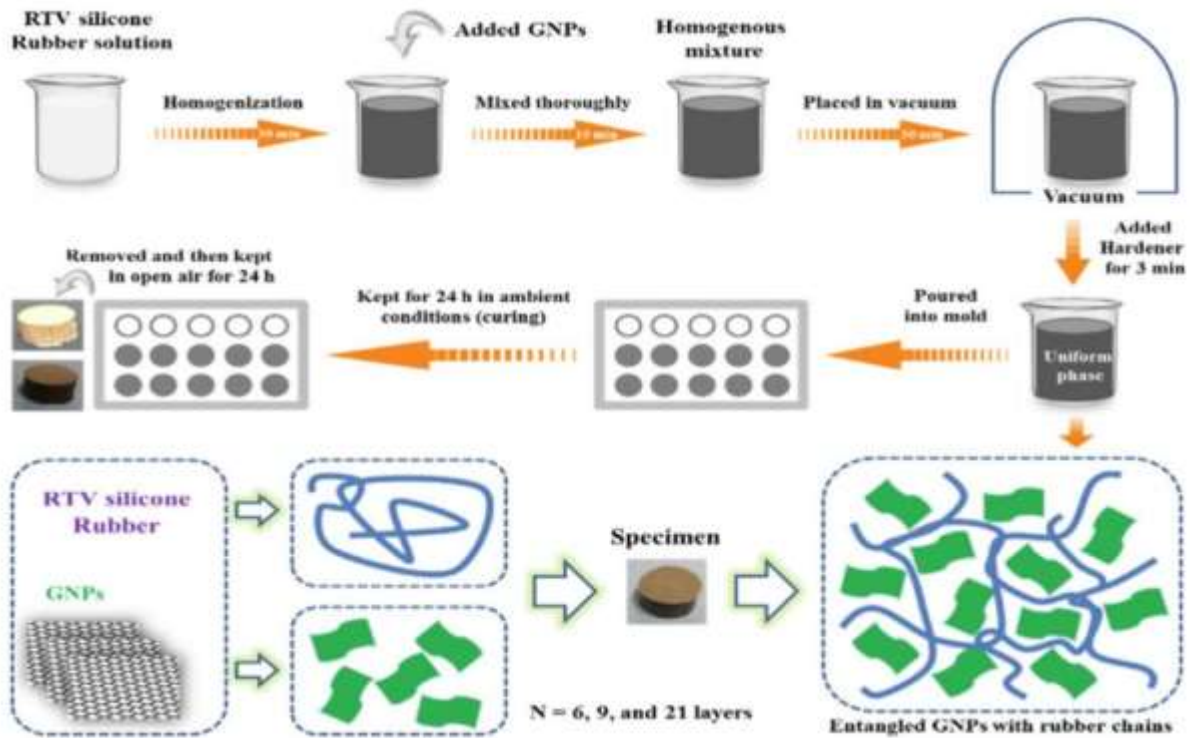 RTV silicone
Rubber solution
Added GNPs
Homogenous
mixture
Homogenization
Mixed thoroughly
Placed in vacuum
10 min
Vacuum
Added
Hardener
for 3 min
Removed and then kept
in open air for 24 h
Kept for 24 h in ambient
conditions (curing)
Poured
into mold
Uniform
phase
RTV silicone
Rubber
GNPs
Specimen
N = 6, 9, and 21 layers
Entangled GNPs with rubber chains